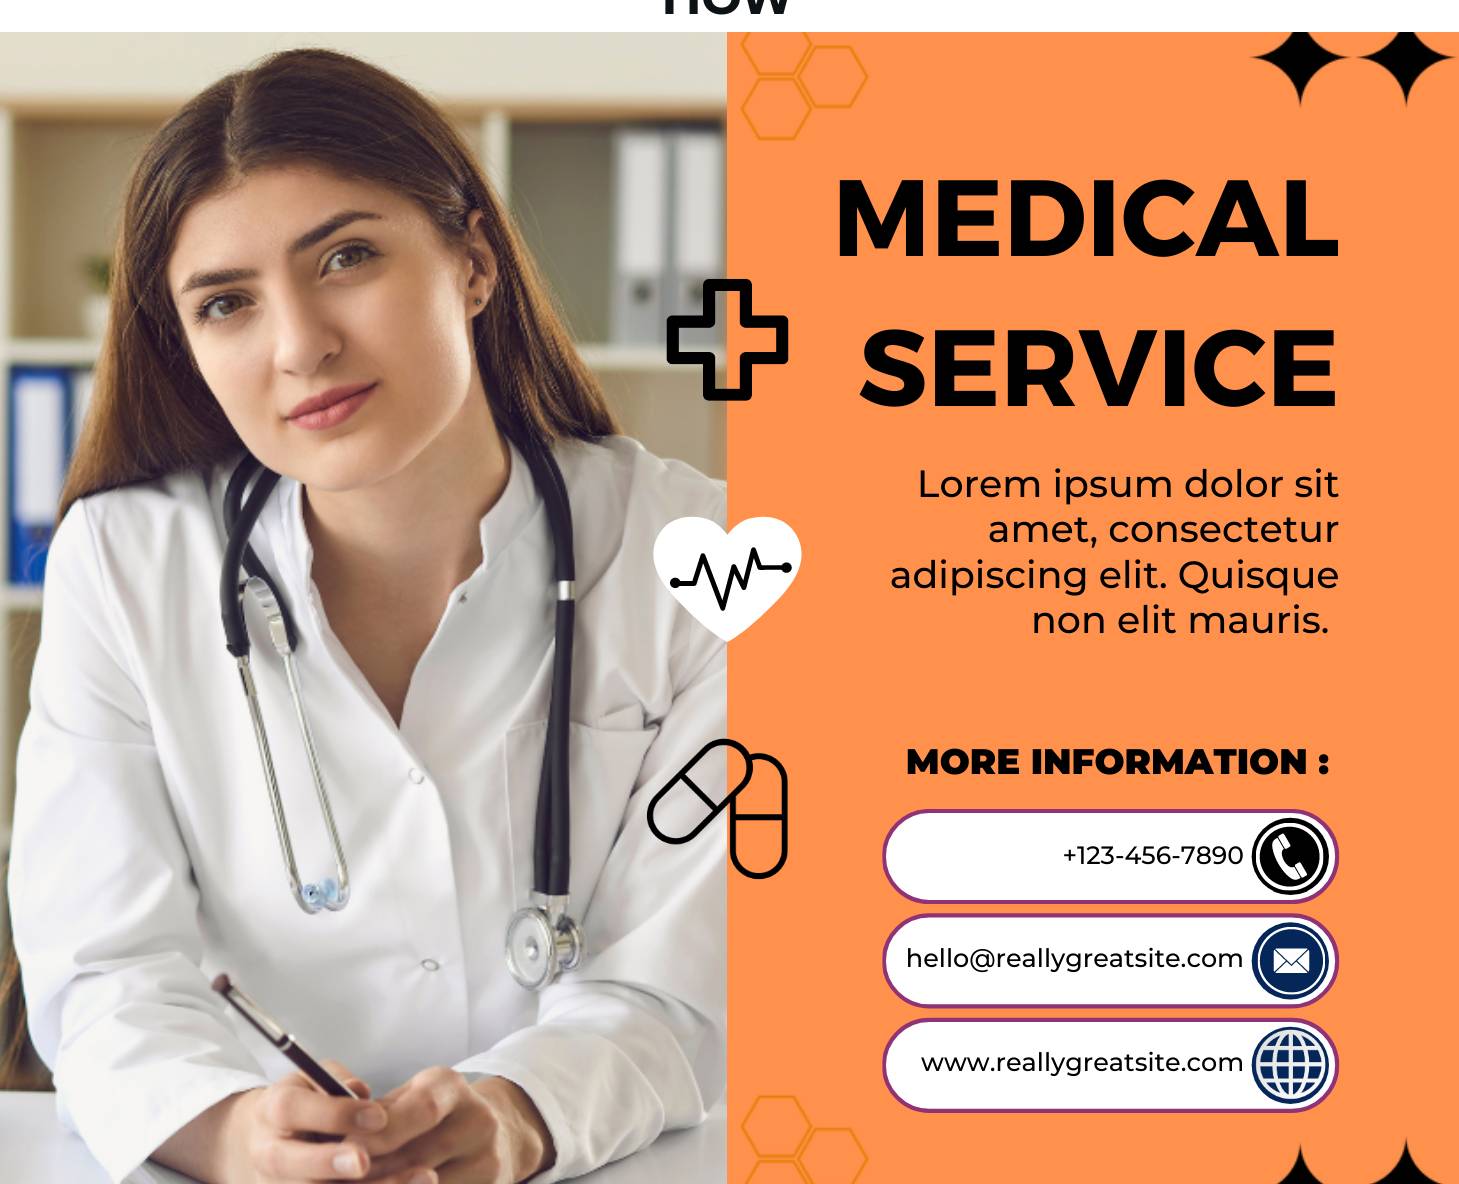 now
MEDICAL
SERVICE
Lorem ipsum dolor sit
amet, consectetur
adipiscing elit. Quisque
non elit mauris.
MORE INFORMATION :
+123-456-7890
hello@reallygreatsite.com
www.reallygreatsite.com